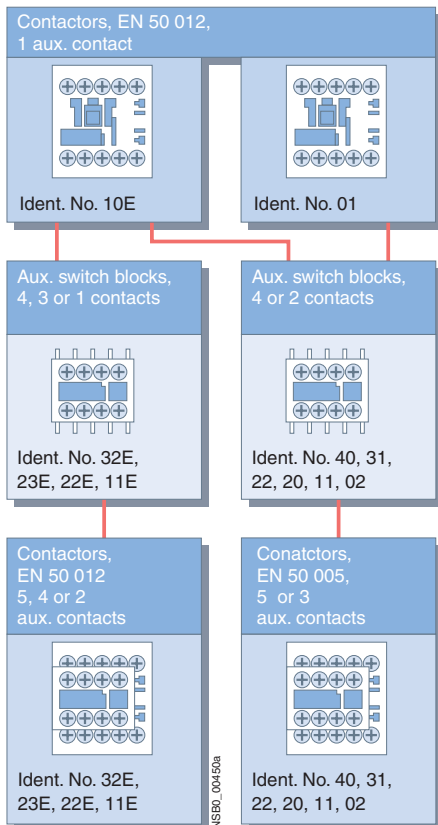 Contactors, EN 50 012,
1 aux. contact
Ident. No. 10E
Ident. No. 01
Aux. switch blocks,
4, 3 or 1 contacts
Ident. No. 32E,
23E, 22E, 11E
Aux. switch blocks,
4 or 2 contacts
Ident. No. 40, 31,
22, 20, 11, 02
Contactors,
EN 50 012
5, 4 or 2
aux. contacts
Ident. No. 32E,
23E, 22E, 11E
Conatctors,
EN 50 005,
5 or 3
aux. contacts
Ident. No. 40, 31,
22, 20, 11, 02
NSB0_00450a